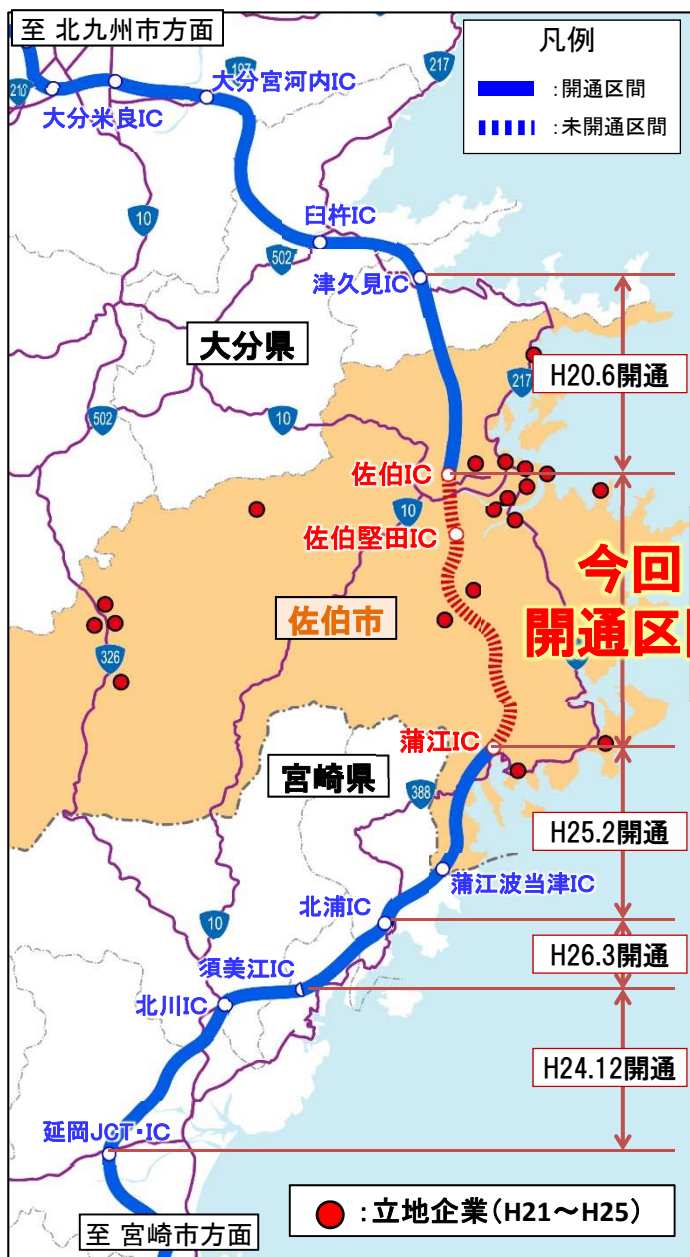 至 北九州市方面
凡例
:開通区間
:未開通区間
210
197
217
大分宮河内IC
大分米良IC
10
臼杵IC
502
津久見IC
大分県
H20.6開通
217
502
10
佐伯IC
10
佐伯堅田IC
今回
開通区
佐伯市
326
蒲江IC
宮崎県
388
H25.2開通
蒲江波当津IC
北浦IC
10
H26.3開通
須美江IC
北川IC
H24.12開通
延岡JCT・IC
:立地企業(H21~H25)
至 宮崎市方面